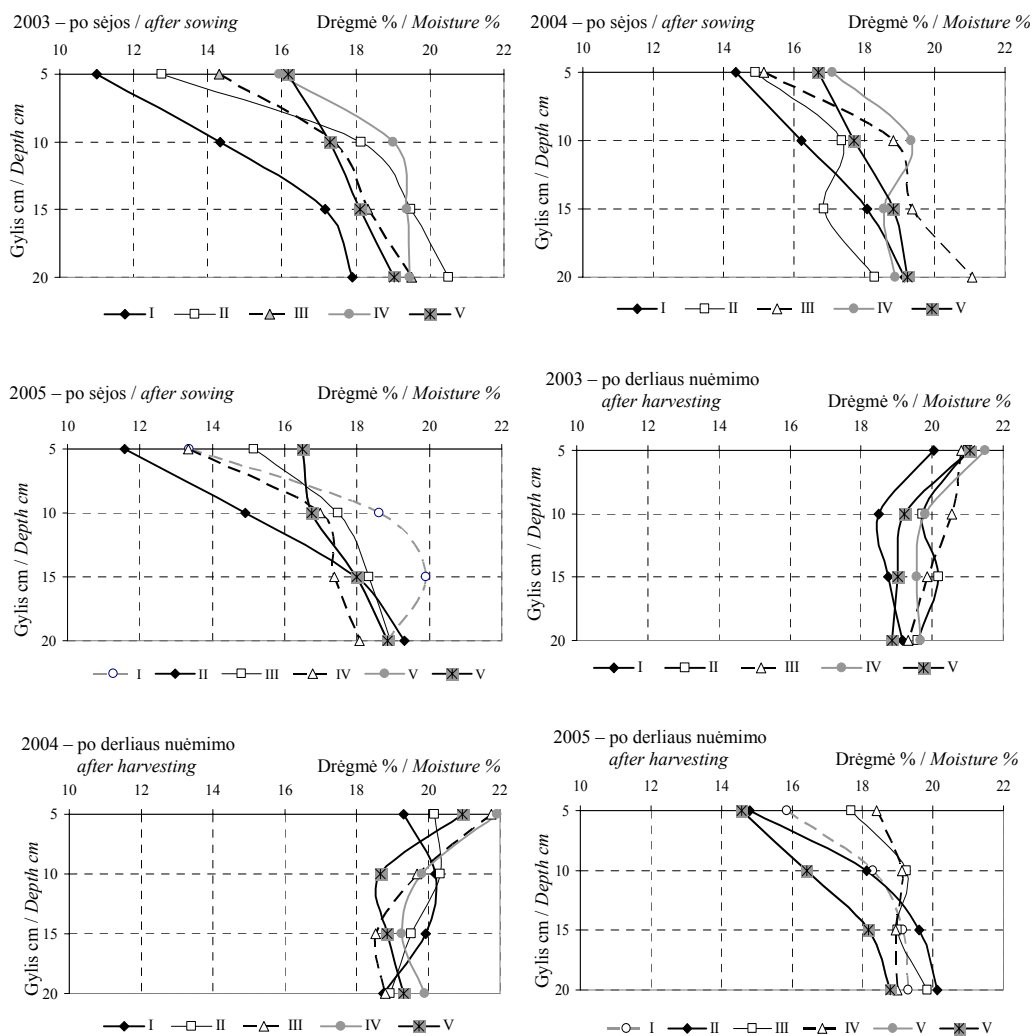 2003 – po sėjos / after sowing Drėgmė % / Moisture %
10 12 14 16 18 20 22
5
10
15
20
Gylis cm / Depth cm
I II III IV V
2004 – po sėjos / after sowing Drėgmė % / Moisture %
10 12 14 16 18 20 22
5
10
15
20
Gylis cm / Depth cm
I II III IV V
2005 – po sėjos / after sowing Drėgmė % / Moisture %
10 12 14 16 18 20 22
5
10
15
20
Gylis cm / Depth cm
I II III IV V V
2003 – po derliaus nuėmimo
after harvesting Drėgmė % / Moisture %
10 12 14 16 18 20 22
5
10
15
20
Gylis cm / Depth cm
I II III IV V
2004 – po derliaus nuėmimo
after harvesting Drėgmė % / Moisture %
10 12 14 16 18 20 22
5
10
15
20
Gylis cm / Depth cm
I II III IV V
2005 – po derliaus nuėmimo
after harvesting Drėgmė % / Moisture %
10 12 14 16 18 20 22
5
10
15
20
Gylis cm / Depth cm
I II III IV V V